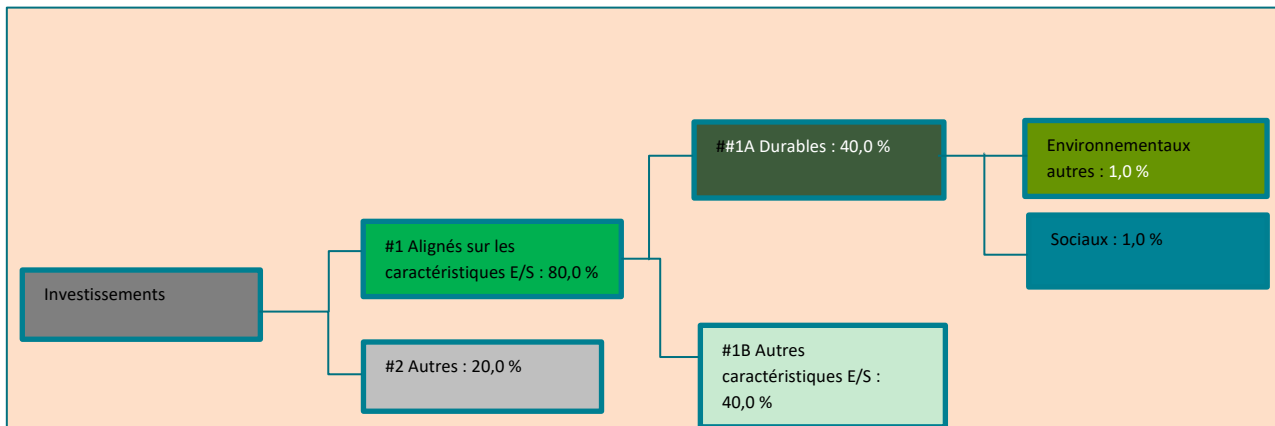 Investissements
#1 Alignés sur les
caractéristiques E/S : 80,0 %
#2 Autres : 20,0 %
##1A Durables : 40,0 %
#1B Autres
caractéristiques E/S :
40,0 %
Environnementaux
autres : 1,0 %
Sociaux : 1,0 %